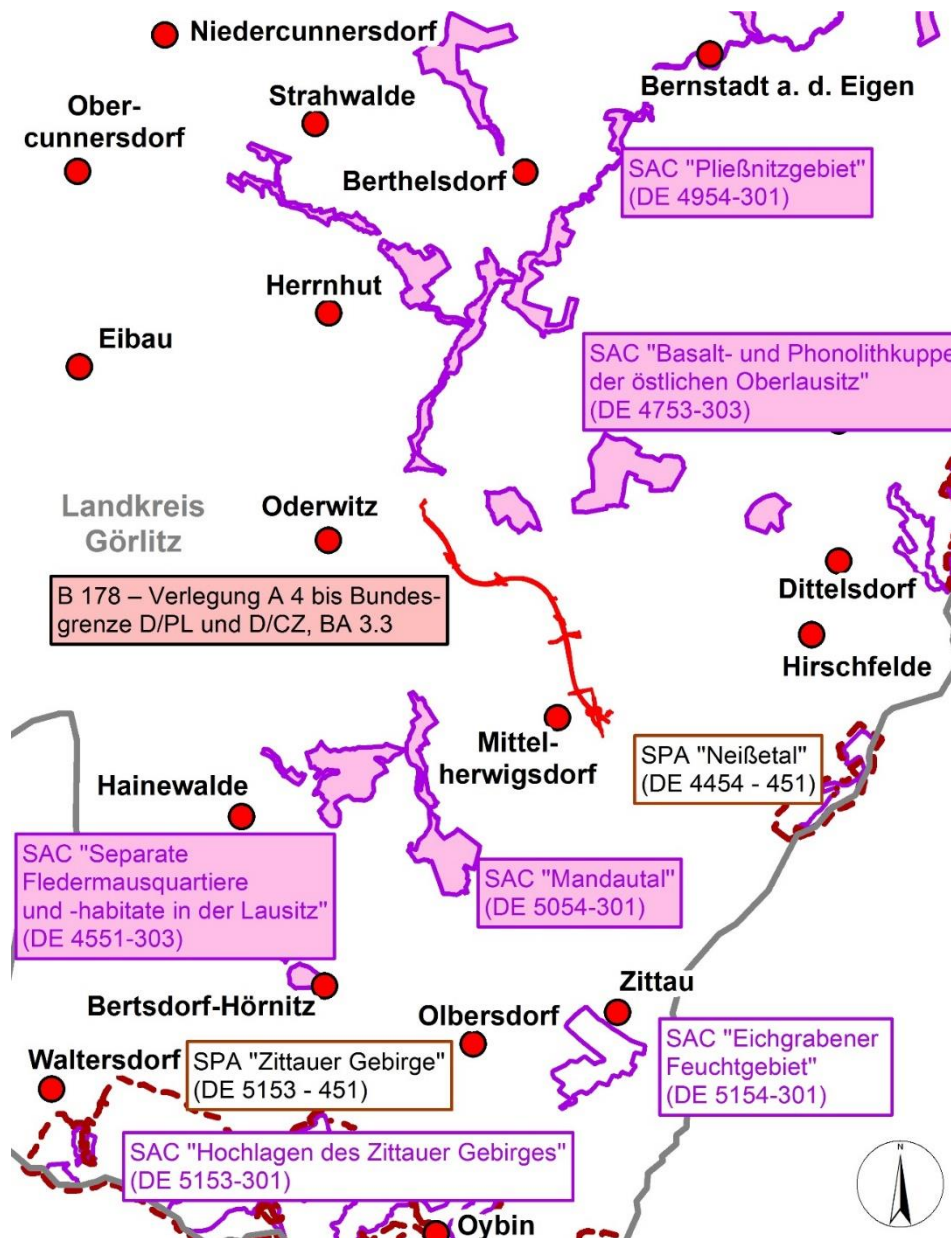 Niedercunnersdorf
Bernstadt a. d. Eigen
Strahwalde
Ober-
cunnersdorf
Berthelsdorf
SAC "Pließnitzgebiet"
(DE 4954-301)
Herrnhut
Eibau
SAC "Basalt- und Phonolithkuppe
der östlichen Oberlausitz"
(DE 4753-303)
Landkreis
Görlitz
Oderwitz
Dittelsdorf
B 178 – Verlegung A 4 bis Bundes-
grenze D/PL und D/CZ, BA 3.3
Hirschfelde
Mittel-
herwigsdorf
SPA "Neißetal"
(DE 4454 - 451)
Hainewalde
SAC "Separate
Fledermausquartiere
und -habitate in der Lausitz"
(DE 4551-303)
SAC "Mandautal"
(DE 5054-301)
Bertsdorf-Hörnitz
Zittau
Olbersdorf
SAC "Eichgrabener
Feuchtgebiet"
(DE 5154-301)
Waltersdorf
SPA "Zittauer Gebirge"
(DE 5153 - 451)
SAC "Hochlagen des Zittauer Gebirges"
(DE 5153-301)
N
Oybin